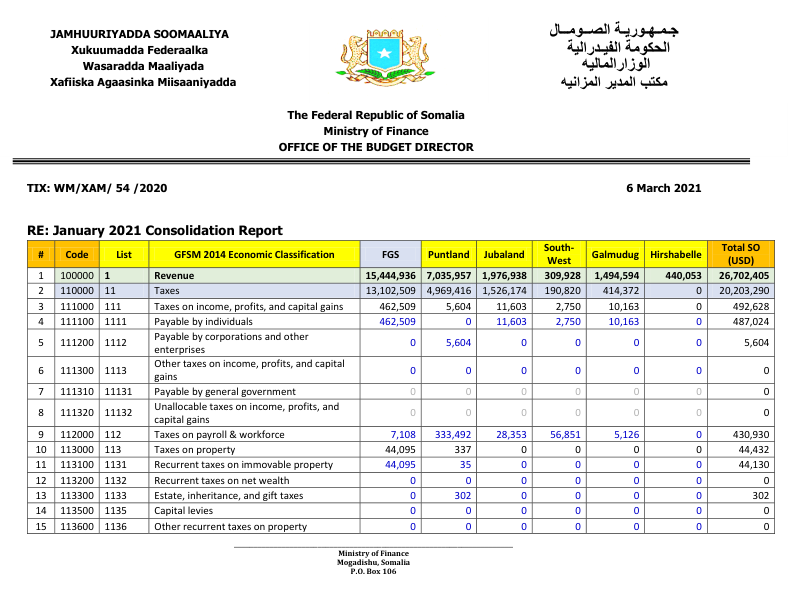 JAMHUURIYADDA SOOMAALIYA
Xukuumadda Federaalka
Wasaradda Maaliyada
Xafiiska Agaasinka Miisaaniyadda
جـمـهـوريـة الصـومــال
الحكومة الفيدرالية
الوزارالماليه
مكتب المدير المزانيه
The Federal Republic of Somalia
Ministry of Finance
OFFICE OF THE BUDGET DIRECTOR
TIX: WM/XAM/ 54 /2020 6 March 2021
RE: January 2021 Consolidation Report
# Code List GFSM 2014 Economic Classification FGS Puntland Jubaland South-West Galmudug Hirshabelle Total SO (USD)
1 100000 1 Revenue 15,444,936 7,035,957 1,976,938 309,928 1,494,594 440,053 26,702,405
2 110000 11 Taxes 13,102,509 4,969,416 1,526,174 190,820 414,372 0 20,203,290
3 111000 111 Taxes on income, profits, and capital gains 462,509 5,604 11,603 2,750 10,163 0 492,628
4 111100 1111 Payable by individuals 462,509 0 11,603 2,750 10,163 0 487,024
5 111200 1112 Payable by corporations and other enterprises 0 5,604 0 0 0 0 5,604
6 111300 1113 Other taxes on income, profits, and capital gains 0 0 0 0 0 0 0
7 111310 11131 Payable by general government 0 0 0 0 0 0 0
8 111320 11132 Unallocable taxes on income, profits, and capital gains 0 0 0 0 0 0 0
9 112000 112 Taxes on payroll & workforce 7,108 333,492 28,353 56,851 5,126 0 430,930
10 113000 113 Taxes on property 44,095 337 0 0 0 0 44,432
11 113100 1131 Recurrent taxes on immovable property 44,095 35 0 0 0 0 44,130
12 113200 1132 Recurrent taxes on net wealth 0 0 0 0 0 0 0
13 113300 1133 Estate, inheritance, and gift taxes 0 302 0 0 0 0 302
14 113500 1135 Capital levies 0 0 0 0 0 0 0
15 113600 1136 Other recurrent taxes on property 0 0 0 0 0 0 0
Ministry of Finance
Mogadishu, Somalia
P.O. Box 106